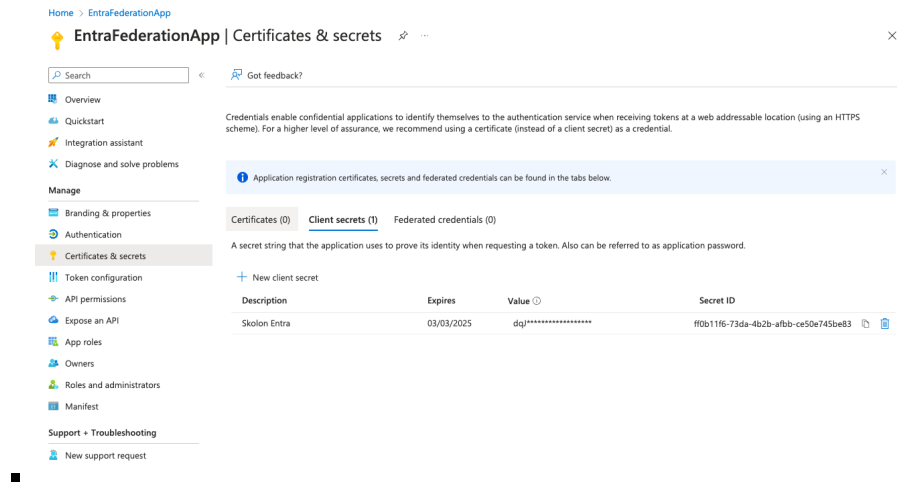 Home > EntraFederationApp
EntraFederationApp | Certificates & secrets
Search
Got feedback?
Overview
Quickstart
Integration assistant
Diagnose and solve problems
Manage
Branding & properties
Authentication
Certificates & secrets
Token configuration
API permissions
Expose an API
App roles
Owners
Roles and administrators
Manifest
Support + Troubleshooting
New support request
Credentials enable confidential applications to identify themselves to the authentication service when receiving tokens at a web addressable location (using an HTTPS
scheme). For a higher level of assurance, we recommend using a certificate (instead of a client secret) as a credential.
Application registration certificates, secrets and federated credentials can be found in the tabs below.
Certificates (0) Client secrets (1) Federated credentials (0)
A secret string that the application uses to prove its identity when requesting a token. Also can be referred to as application password.
New client secret
Description Expires Value Secret ID
Skolon Entra 03/03/2025 dqJ****************** ff0b11f6-73da-4b2b-afbb-ce50e745be83